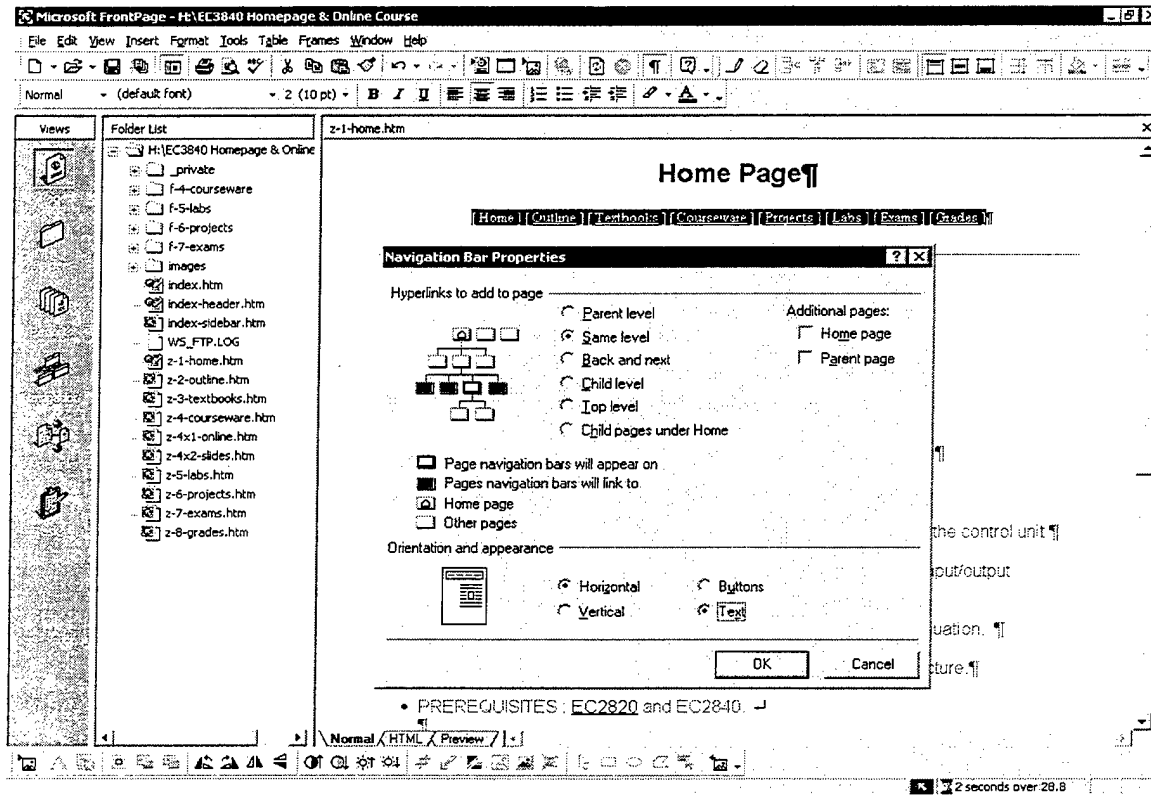 Microsoft FrontPage - H:\EC3840 Homepage & Online Course
File Edit View Insert Format Tools Table Frames Window Help
Normal (default font) 2 (10 pt) B I U A
Views
Folder List
z-1-home.htm
H:\EC3840 Homepage & Online
_private
f-4-courseware
f-5-labs
f-6-projects
f-7-exams
images
index.htm
index-header.htm
index-sidebar.htm
WS_FTP.LOG
z-1-home.htm
z-2-outline.htm
z-3-textbooks.htm
z-4-courseware.htm
z-4x1-online.htm
z-4x2-slides.htm
z-5-labs.htm
z-6-projects.htm
z-7-exams.htm
z-8-grades.htm
Home Page¶
[ Home ] [ Outline ] [ Textbooks ] [ Courseware ] [ Projects ] [ Labs ] [ Exams ] [ Grades ]¶
Navigation Bar Properties
Hyperlinks to add to page
Parent level
Same level
Back and next
Child level
Top level
Child pages under Home
Additional pages:
Home page
Parent page
Page navigation bars will appear on
Pages navigation bars will link to
Home page
Other pages
Orientation and appearance
Horizontal
Vertical
Buttons
Text
OK
Cancel
¶
the control unit ¶
put/output
uation. ¶
cture.¶
• PREREQUISITES : EC2820 and EC2840. ↵
¶
Normal HTML Preview
2 seconds over 28.8